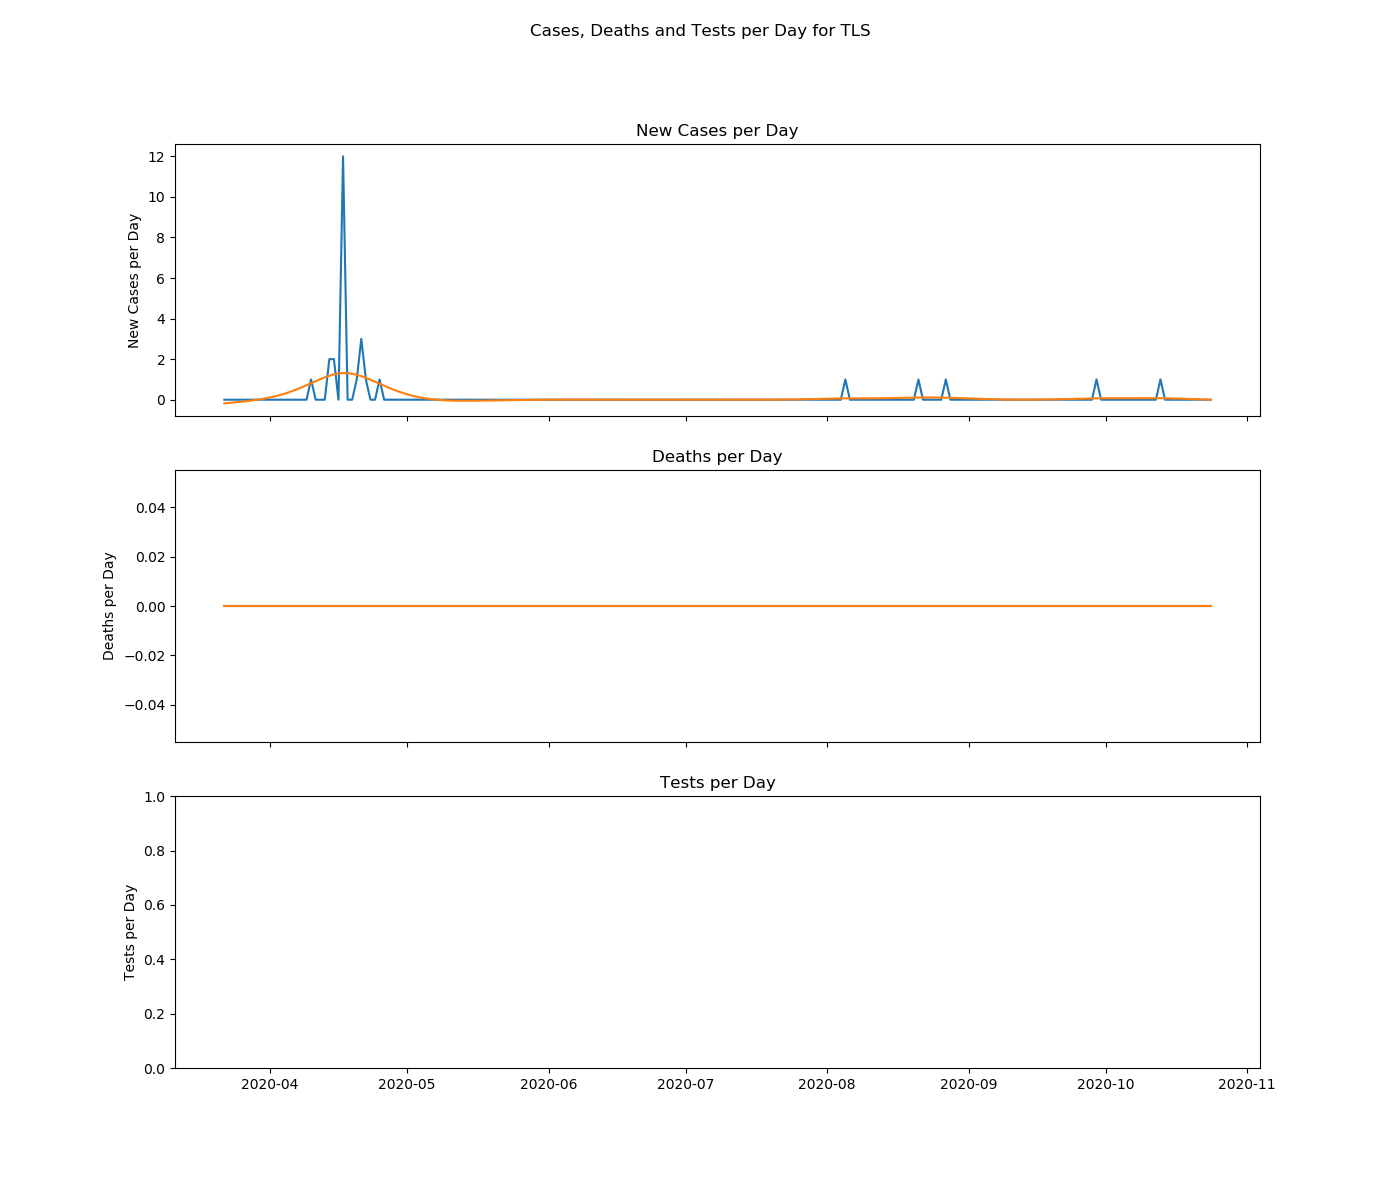 Cases, Deaths and Tests per Day for TLS
New Cases per Day
New Cases per Day
12
10
8
6
4
2
0
Deaths per Day
Deaths per Day
0.04
0.02
0.00
−0.02
−0.04
Tests per Day
Tests per Day
1.0
0.8
0.6
0.4
0.2
0.0
2020-04 2020-05 2020-06 2020-07 2020-08 2020-09 2020-10 2020-11